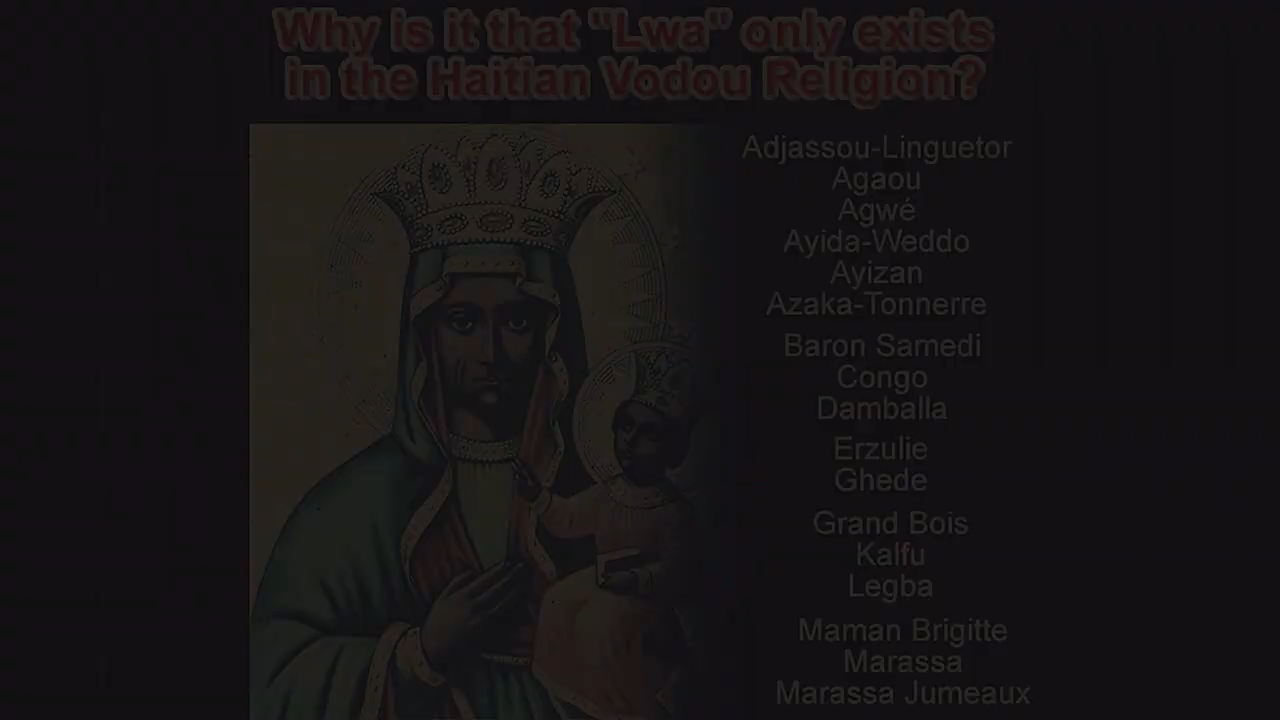 Why is it that "Lwa" only exists
in the Haitian Vodou Religion?
Adjassou-Linguetor
Agaou
Agwé
Ayida-Weddo
Ayizan
Azaka-Tonnerre
Baron Samedi
Congo
Damballa
Erzulie
Ghede
Grand Bois
Kalfu
Legba
Maman Brigitte
Marassa
Marassa Jumeaux